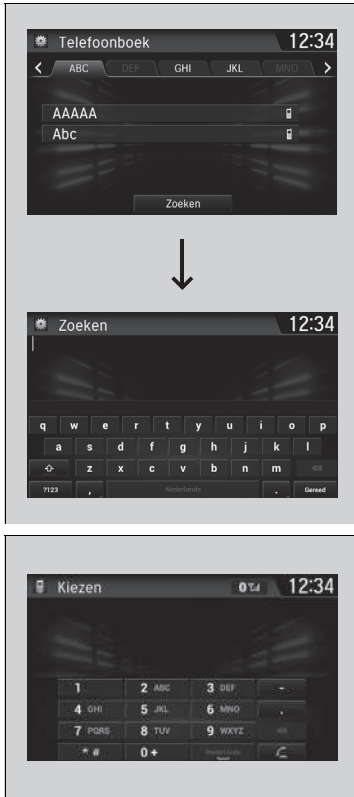 Telefoonboek 12:34
ABC DEF GHI JKL MNO
AAAAA
Abc
Zoeken
Zoeken 12:34
q w e r t y u i o p
a s d f g h j k l
z x c v b n m
?123 , Nederlands . Gereed
Kiezen 12:34
1 2 ABC 3 DEF -
4 GHI 5 JKL 6 MNO .
7 PQRS 8 TUV 9 WXYZ
* # 0 + Nederlands